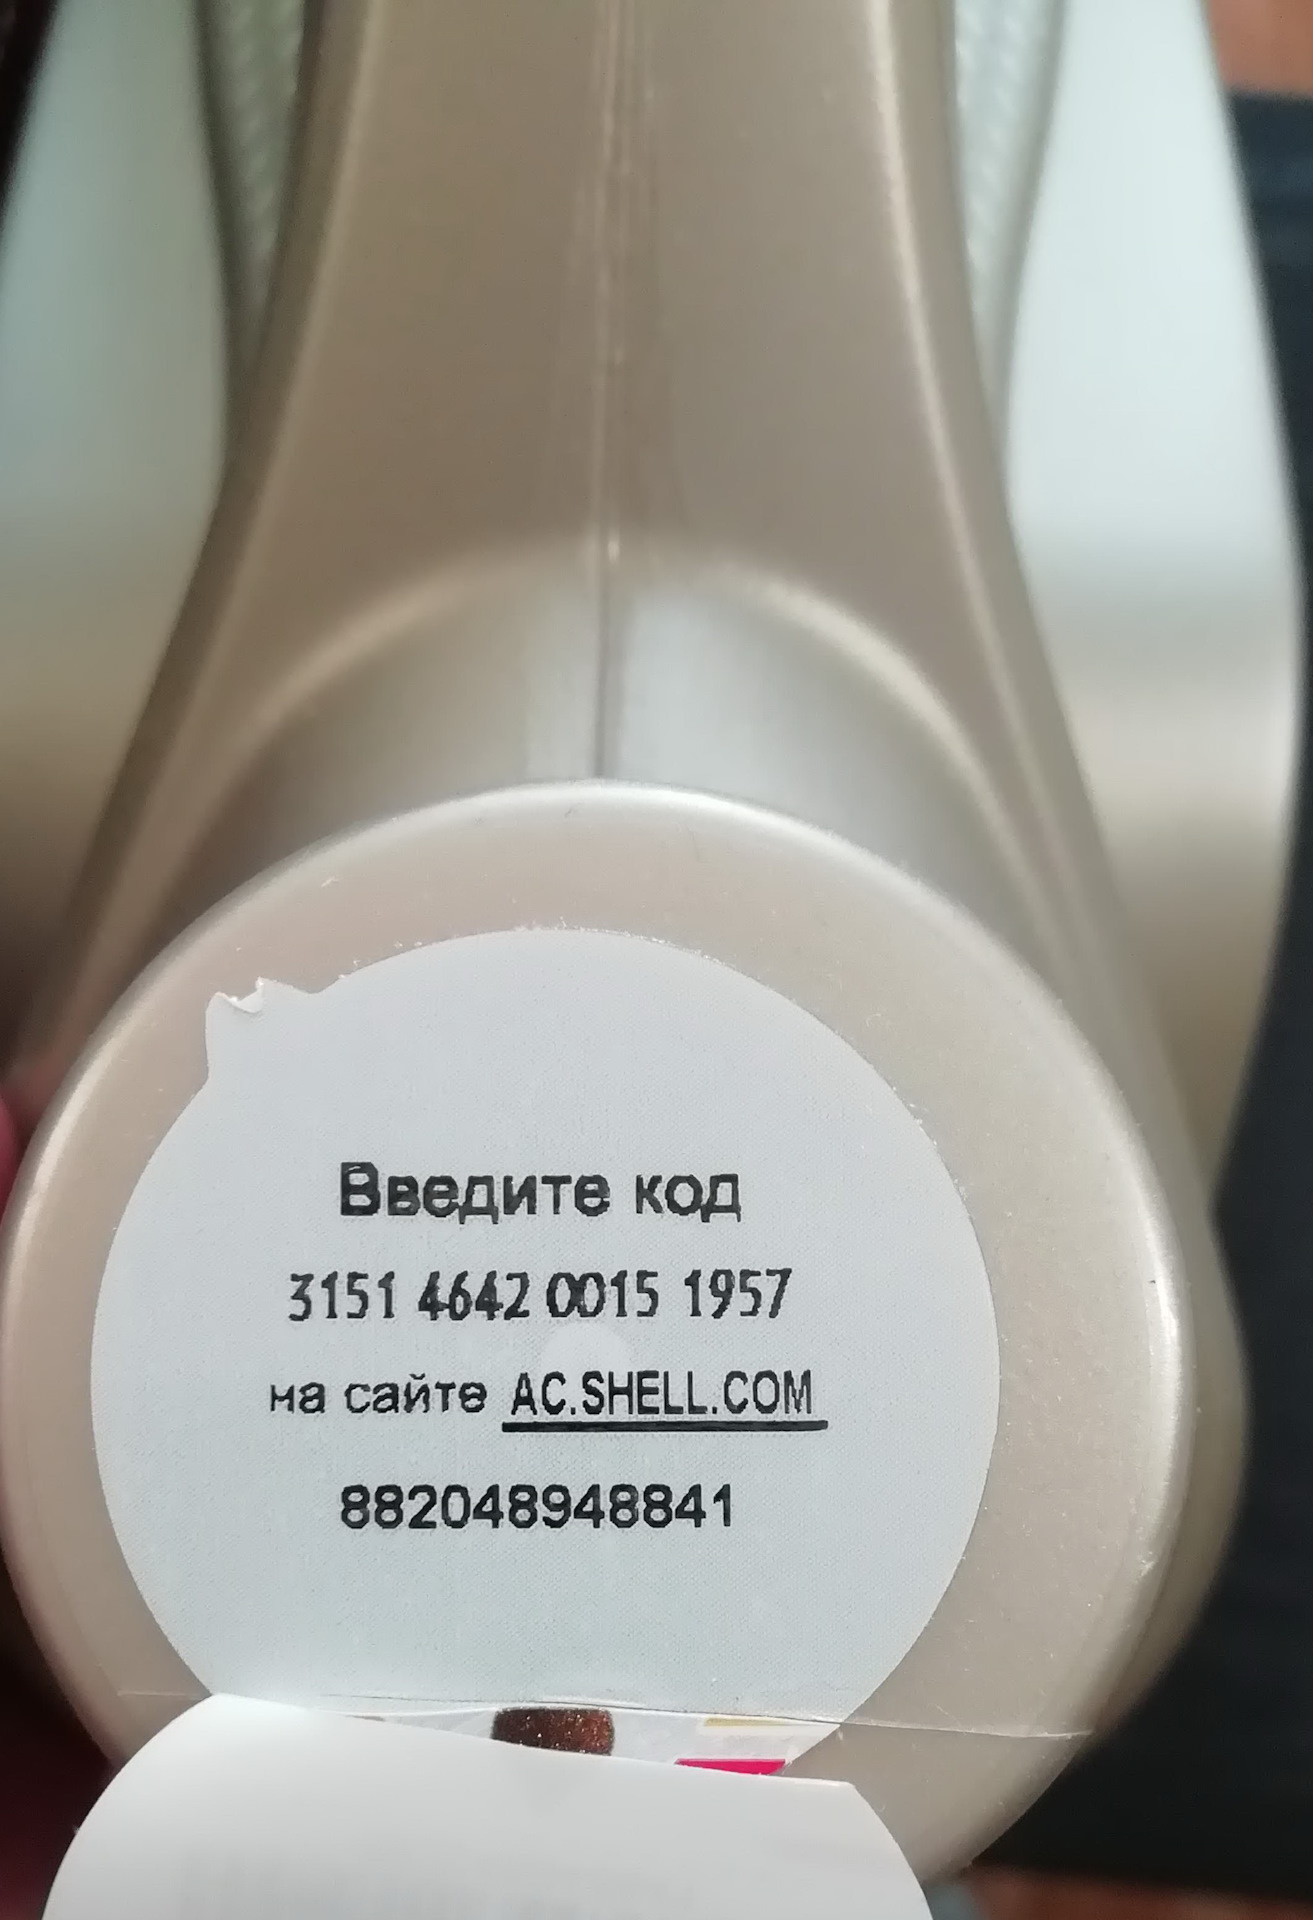 Введите код
3151 4642 0015 1957
на сайте AC.SHELL.COM
882048948841